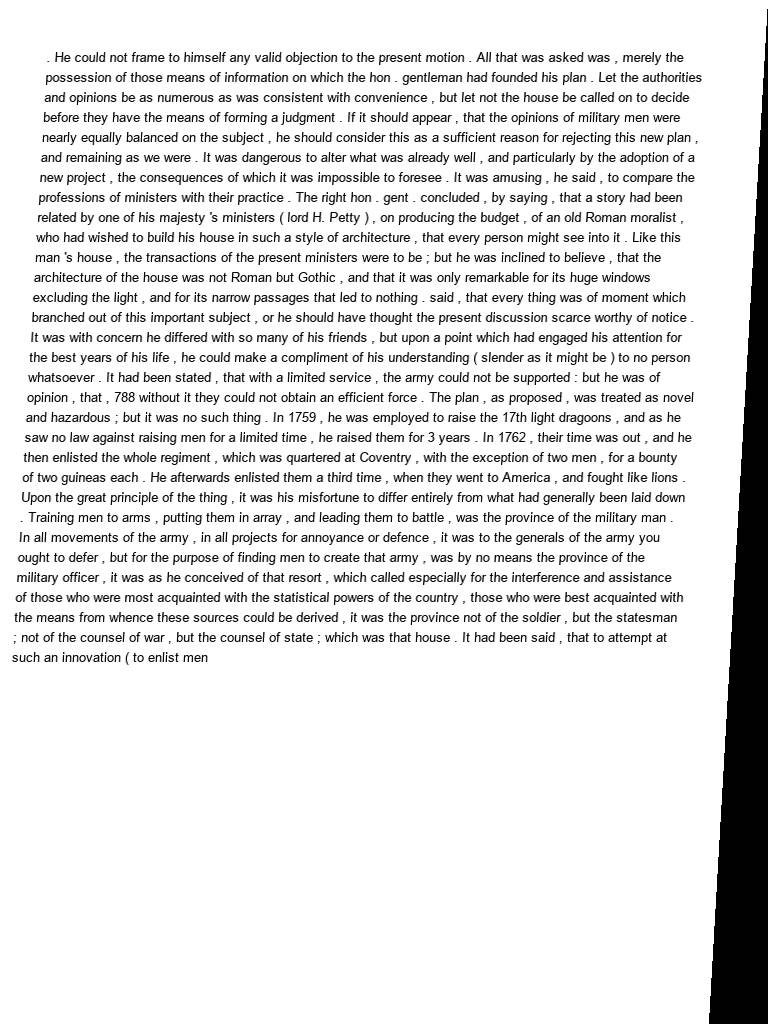 . He could not frame to himself any valid objection to the present motion . All that was asked was , merely the
possession of those means of information on which the hon . gentleman had founded his plan . Let the authorities
and opinions be as numerous as was consistent with convenience , but let not the house be called on to decide
before they have the means of forming a judgment . If it should appear , that the opinions of military men were
nearly equally balanced on the subject , he should consider this as a sufficient reason for rejecting this new plan ,
and remaining as we were . It was dangerous to alter what was already well , and particularly by the adoption of a
new project , the consequences of which it was impossible to foresee . It was amusing , he said , to compare the
professions of ministers with their practice . The right hon . gent . concluded , by saying , that a story had been
related by one of his majesty 's ministers ( lord H. Petty ) , on producing the budget , of an old Roman moralist ,
who had wished to build his house in such a style of architecture , that every person might see into it . Like this
man 's house , the transactions of the present ministers were to be ; but he was inclined to believe , that the
architecture of the house was not Roman but Gothic , and that it was only remarkable for its huge windows
excluding the light , and for its narrow passages that led to nothing . said , that every thing was of moment which
branched out of this important subject , or he should have thought the present discussion scarce worthy of notice .
It was with concern he differed with so many of his friends , but upon a point which had engaged his attention for
the best years of his life , he could make a compliment of his understanding ( slender as it might be ) to no person
whatsoever . It had been stated , that with a limited service , the army could not be supported : but he was of
opinion , that , 788 without it they could not obtain an efficient force . The plan , as proposed , was treated as novel
and hazardous ; but it was no such thing . In 1759 , he was employed to raise the 17th light dragoons , and as he
saw no law against raising men for a limited time , he raised them for 3 years . In 1762 , their time was out , and he
then enlisted the whole regiment , which was quartered at Coventry , with the exception of two men , for a bounty
of two guineas each . He afterwards enlisted them a third time , when they went to America , and fought like lions .
Upon the great principle of the thing , it was his misfortune to differ entirely from what had generally been laid down
. Training men to arms , putting them in array , and leading them to battle , was the province of the military man .
In all movements of the army , in all projects for annoyance or defence , it was to the generals of the army you
ought to defer , but for the purpose of finding men to create that army , was by no means the province of the
military officer , it was as he conceived of that resort , which called especially for the interference and assistance
of those who were most acquainted with the statistical powers of the country , those who were best acquainted with
the means from whence these sources could be derived , it was the province not of the soldier , but the statesman
; not of the counsel of war , but the counsel of state ; which was that house . It had been said , that to attempt at
such an innovation ( to enlist men